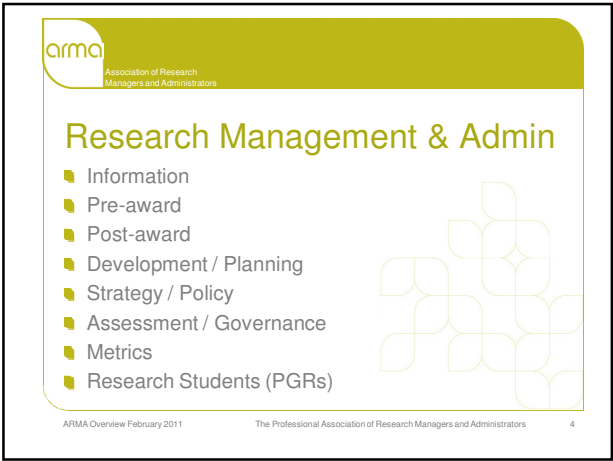 arma
Association of Research
Managers and Administrators
Research Management & Admin
Information
Pre-award
Post-award
Development / Planning
Strategy / Policy
Assessment / Governance
Metrics
Research Students (PGRs)
ARMA Overview February 2011 The Professional Association of Research Managers and Administrators 4